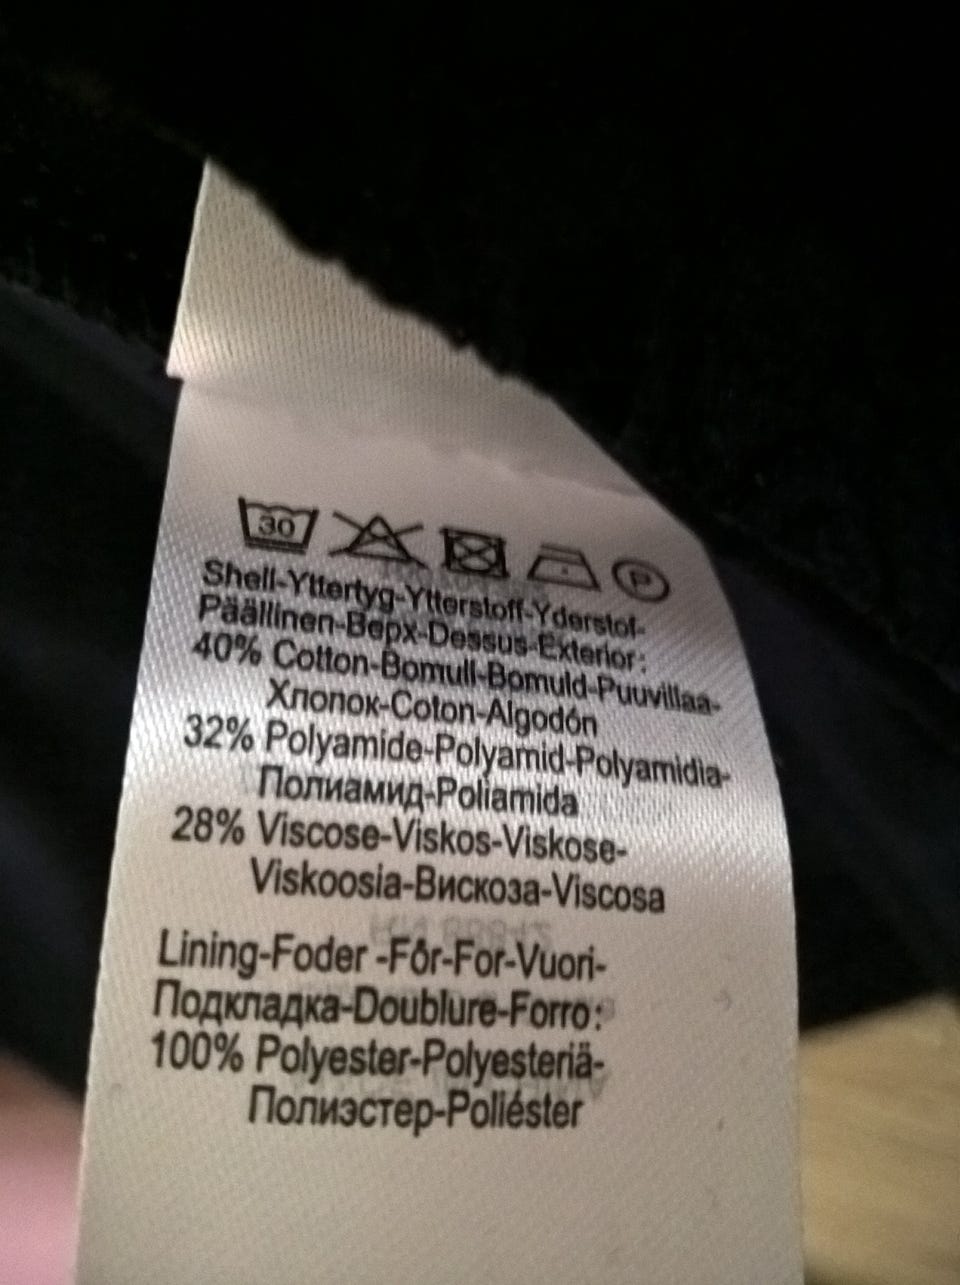 30
P
Shell-Yttertyg-Ytterstoff-Yderstof-
Päällinen-Верх-Dessus-Exterior:
40% Cotton-Bomull-Bomuld-Puuvillaa-
Хлопок-Coton-Algodón
32% Polyamide-Polyamid-Polyamidia-
Полиамид-Poliamida
28% Viscose-Viskos-Viskose-
Viskoosia-Вискоза-Viscosa
Lining-Foder -Fôr-For-Vuori-
Подкладка-Doublure-Forro:
100% Polyester-Polyesteriä-
Полиэстер-Poliéster